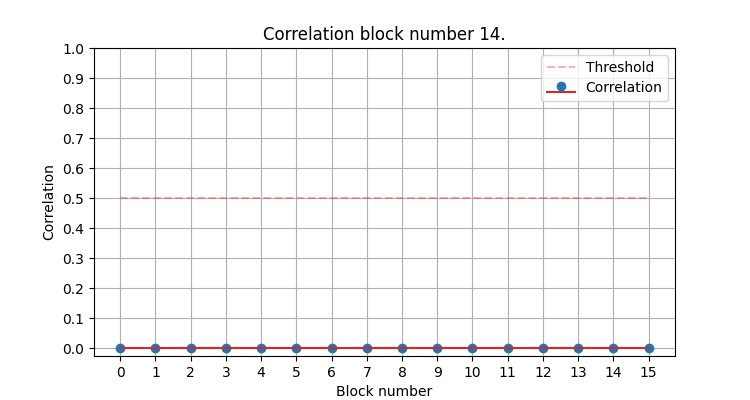 Correlation block number 14.
1.0
0.9
0.8
0.7
0.6
0.5
0.4
0.3
0.2
0.1
0.0
Correlation
Threshold
Correlation
0 1 2 3 4 5 6 7 8 9 10 11 12 13 14 15
Block number